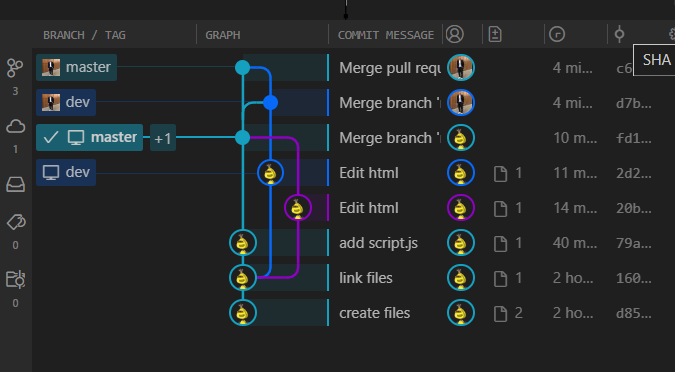 BRANCH / TAG GRAPH COMMIT MESSAGE
SHA
master Merge pull requ 4 mi... c6
3
dev Merge branch ' 4 mi... d7b...
1
master +1 Merge branch ' 10 m... fd1...
dev Edit html 1 11 m... 2d2...
Edit html 14 m... 20b...
0
add script.js 1 40 m... 79a...
link files 1 2 ho... 160...
0
create files 2 2 ho... d85...